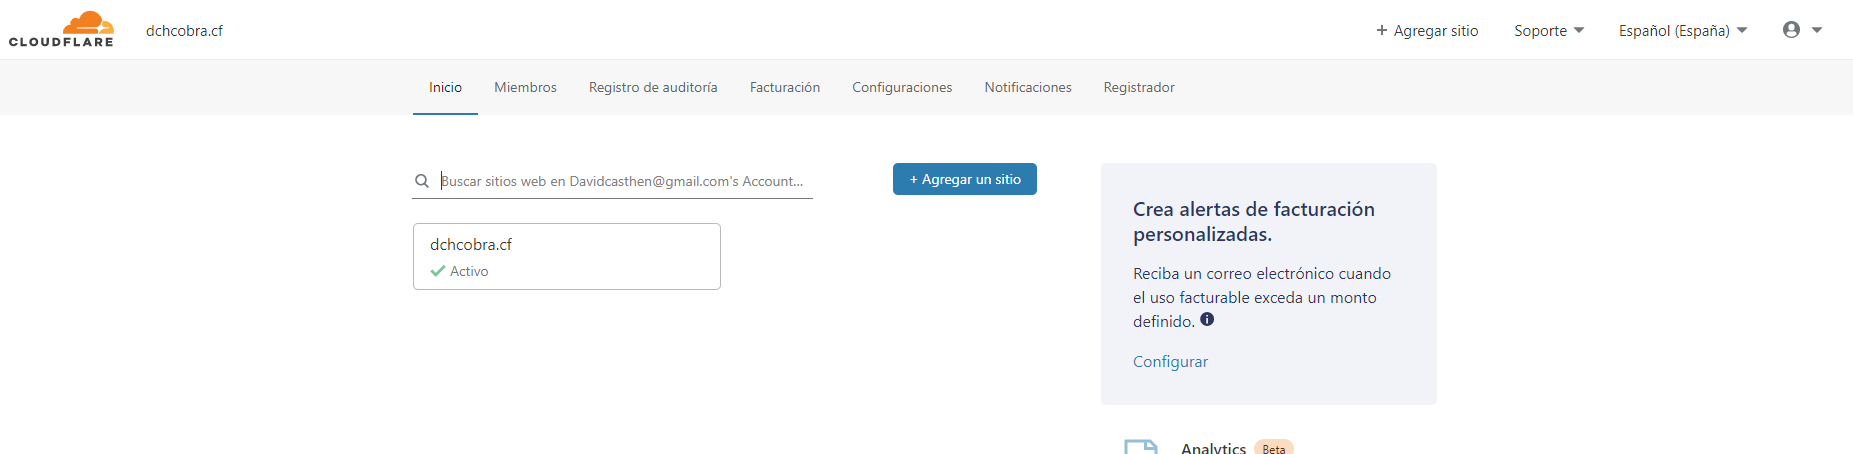 CLOUDFLARE
dchcobra.cf
+ Agregar sitio
Soporte
Español (España)
Inicio
Miembros
Registro de auditoría
Facturación
Configuraciones
Notificaciones
Registrador
Buscar sitios web en Davidcasthen@gmail.com's Account...
+ Agregar un sitio
dchcobra.cf
Activo
Crea alertas de facturación
personalizadas.
Reciba un correo electrónico cuando
el uso facturable exceda un monto
definido.
Configurar
Analytics
Beta